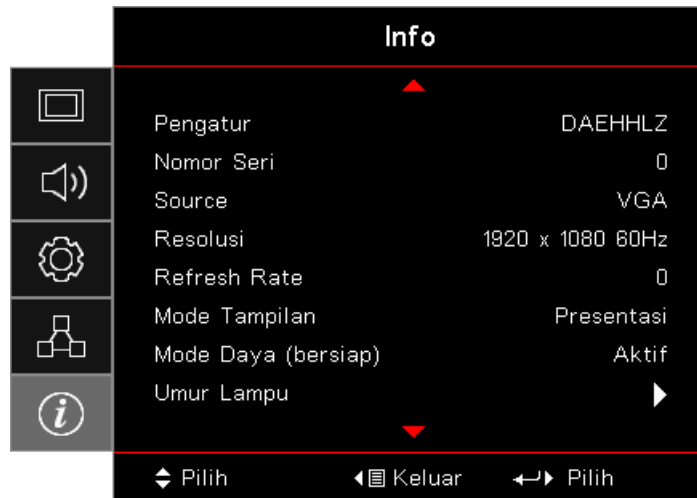 Info
Pengatur DAEHHLZ
Nomor Seri 0
Source VGA
Resolusi 1920 x 1080 60Hz
Refresh Rate 0
Mode Tampilan Presentasi
Mode Daya (bersiap) Aktif
Umur Lampu
Pilih Keluar Pilih